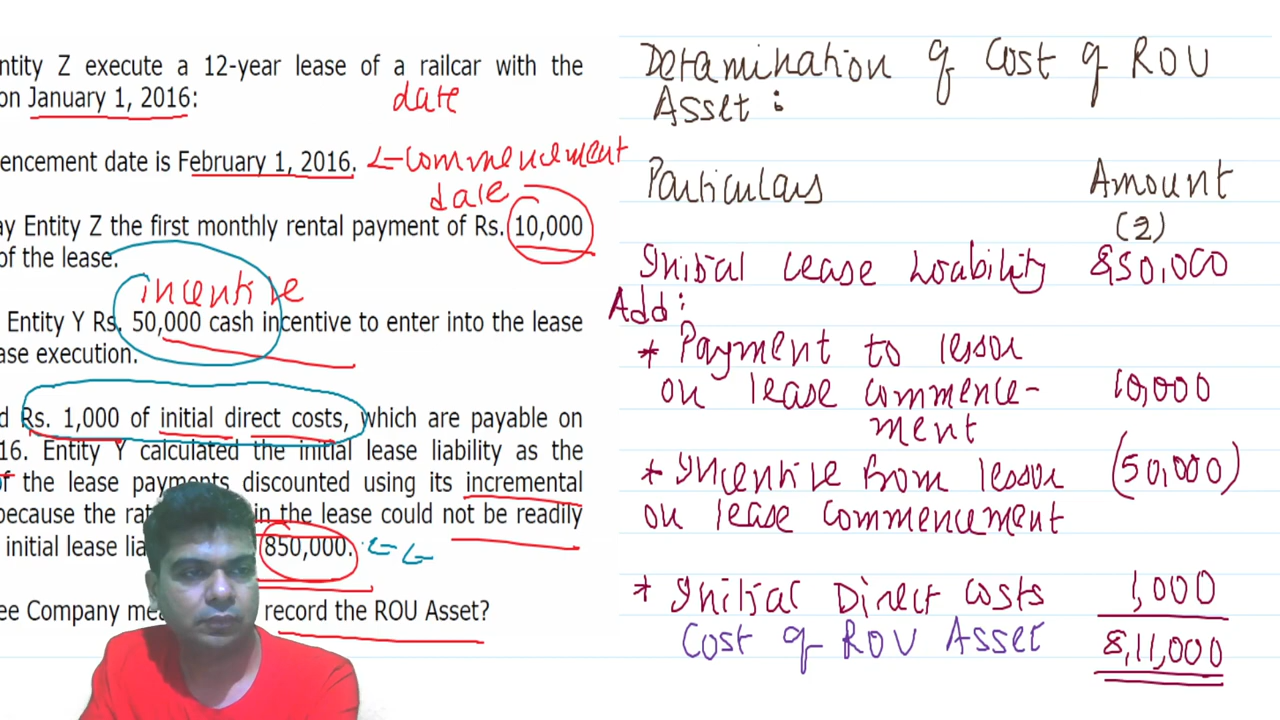 ntity Z execute a 12-year lease of a railcar with the
on January 1, 2016:
date
encement date is February 1, 2016. <-commencement
date
ay Entity Z the first monthly rental payment of Rs. 10,000
of the lease.
incentive
Entity Y Rs. 50,000 cash incentive to enter into the lease
ase execution.
d Rs. 1,000 of initial direct costs, which are payable on
16. Entity Y calculated the initial lease liability as the
of the lease payments discounted using its incremental
because the rat in the lease could not be readily
initial lease lia 850,000.
ee Company me record the ROU Asset?
Determination of Cost of ROU
Asset :
Particulars Amount
(₹)
Initial Lease Liability 850,000
Add:
* Payment to lessor
on lease commence- 10,000
ment
* Incentive from lessor (50,000)
on lease commencement
* Initial Direct Costs 1,000
Cost of ROU Asset 8,11,000